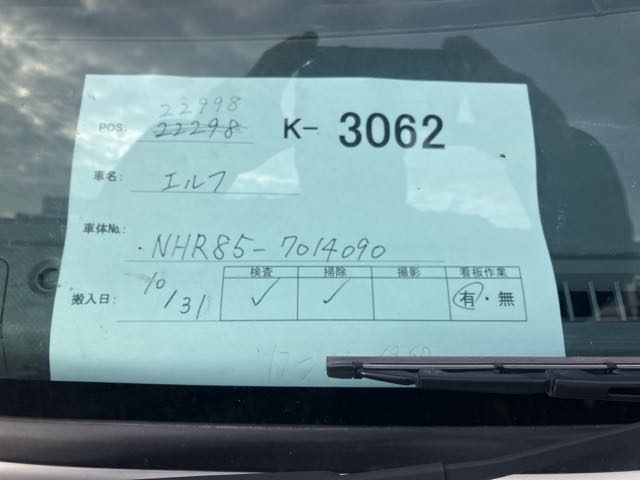 22998
POS: 22298
K- 3062
車名: エルフ
車体No.: NHR85-7014090
搬入日: 10/31
検査 掃除 撮影 看板作業
✓ ✓ 有・無